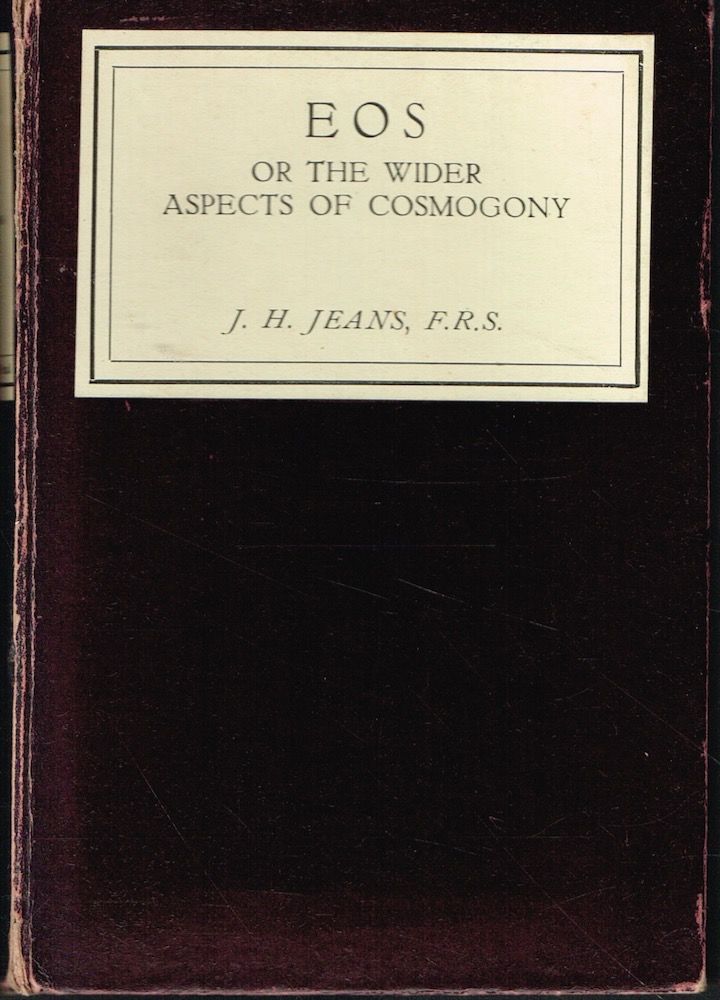 EOS
OR THE WIDER
ASPECTS OF COSMOGONY
J. H. JEANS, F.R.S.